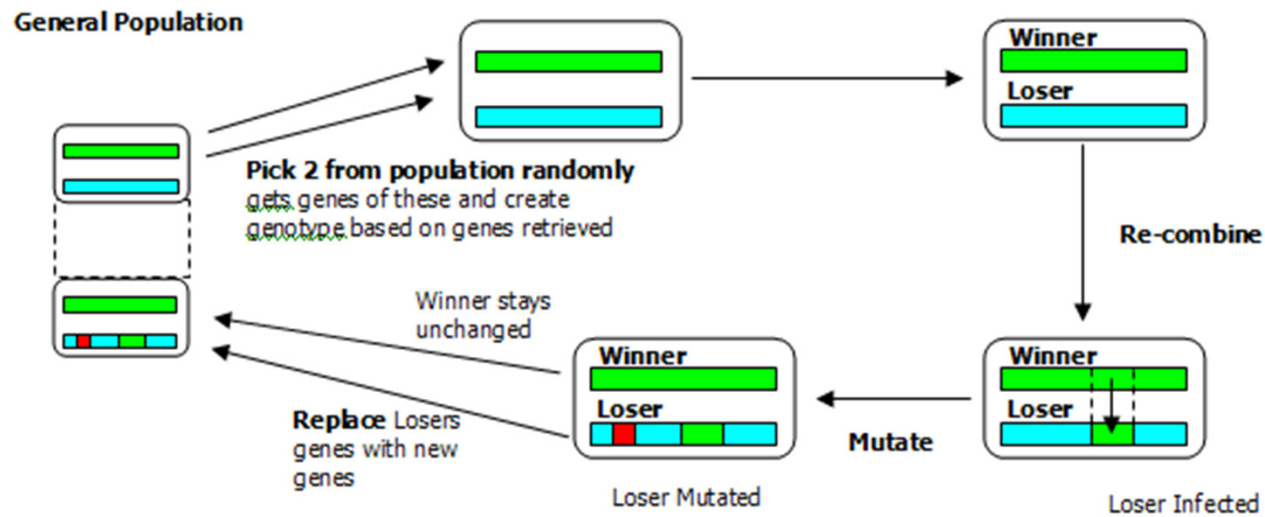 General Population
Pick 2 from population randomly
gets genes of these and create
genotype based on genes retrieved
Winner
Loser
Re-combine
Winner
Loser
Loser Infected
Mutate
Winner
Loser
Loser Mutated
Winner stays
unchanged
Replace Losers
genes with new
genes